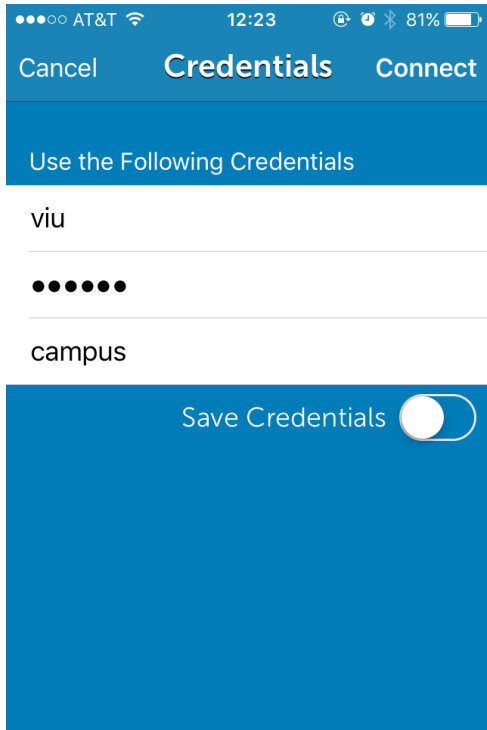 AT&T 12:23 81%
Cancel Credentials Connect
Use the Following Credentials
viu
●●●●●●
campus
Save Credentials